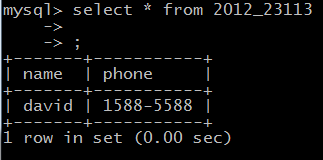 mysql> select * from 2012_23113
    ->
    -> ;
+-------+-----------+
| name  | phone     |
+-------+-----------+
| david | 1588-5588 |
+-------+-----------+
1 row in set (0.00 sec)